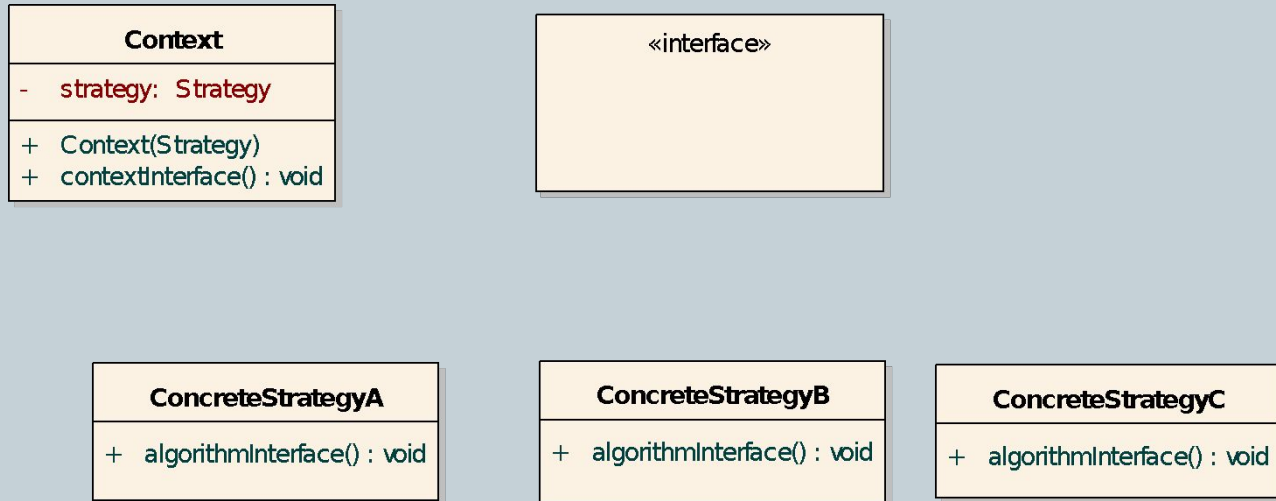 Context
- strategy: Strategy
+ Context(Strategy)
+ contextInterface() : void
«interface»
ConcreteStrategyA
+ algorithmInterface() : void
ConcreteStrategyB
+ algorithmInterface() : void
ConcreteStrategyC
+ algorithmInterface() : void